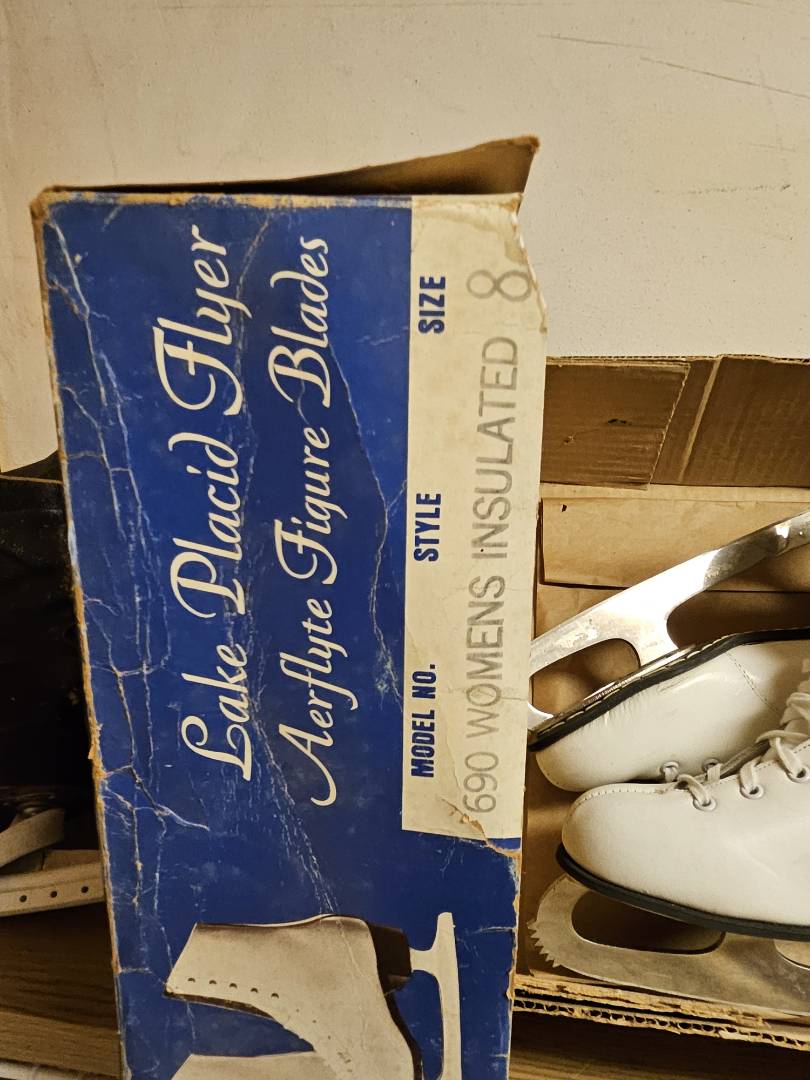 Lake Placid Flyer
Aerflyte Figure Blades
MODEL NO. STYLE SIZE
690 WOMENS INSULATED 8